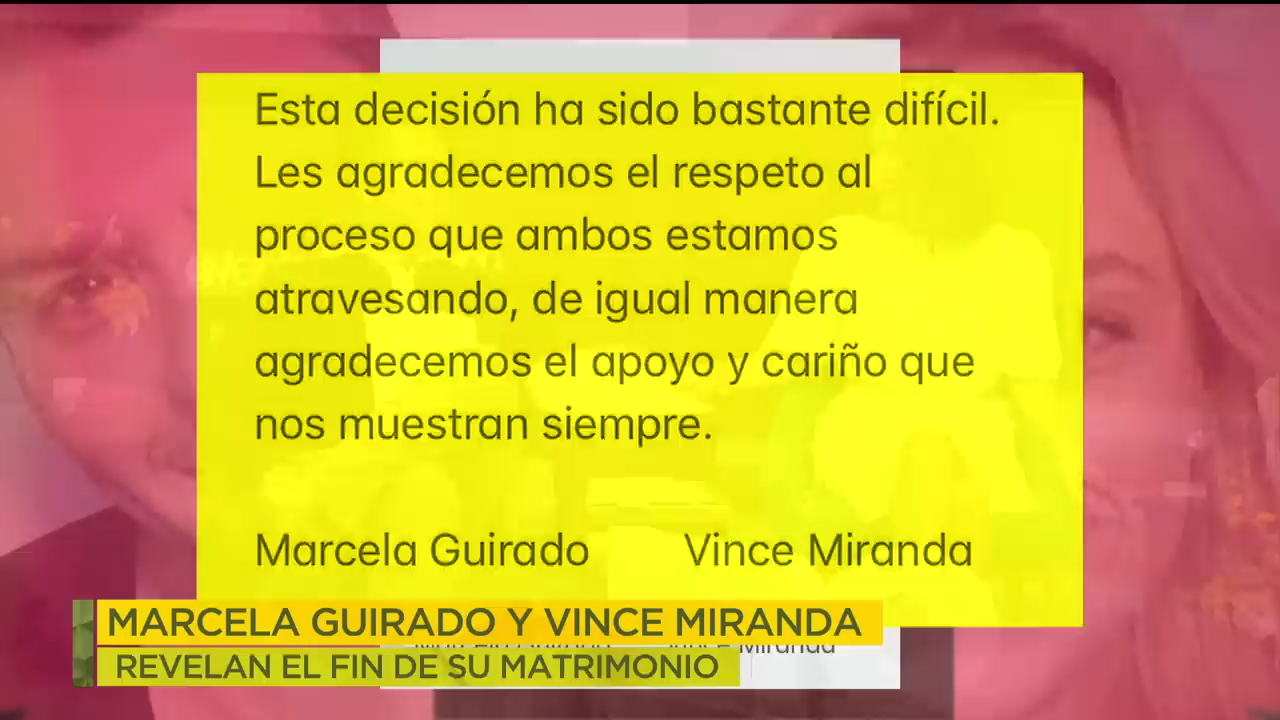 Esta decisión ha sido bastante difícil.
Les agradecemos el respeto al
proceso que ambos estamos
atravesando, de igual manera
agradecemos el apoyo y cariño que
nos muestran siempre.
Marcela Guirado Vince Miranda
MARCELA GUIRADO Y VINCE MIRANDA
Miranda
REVELAN EL FIN DE SU MATRIMONIO